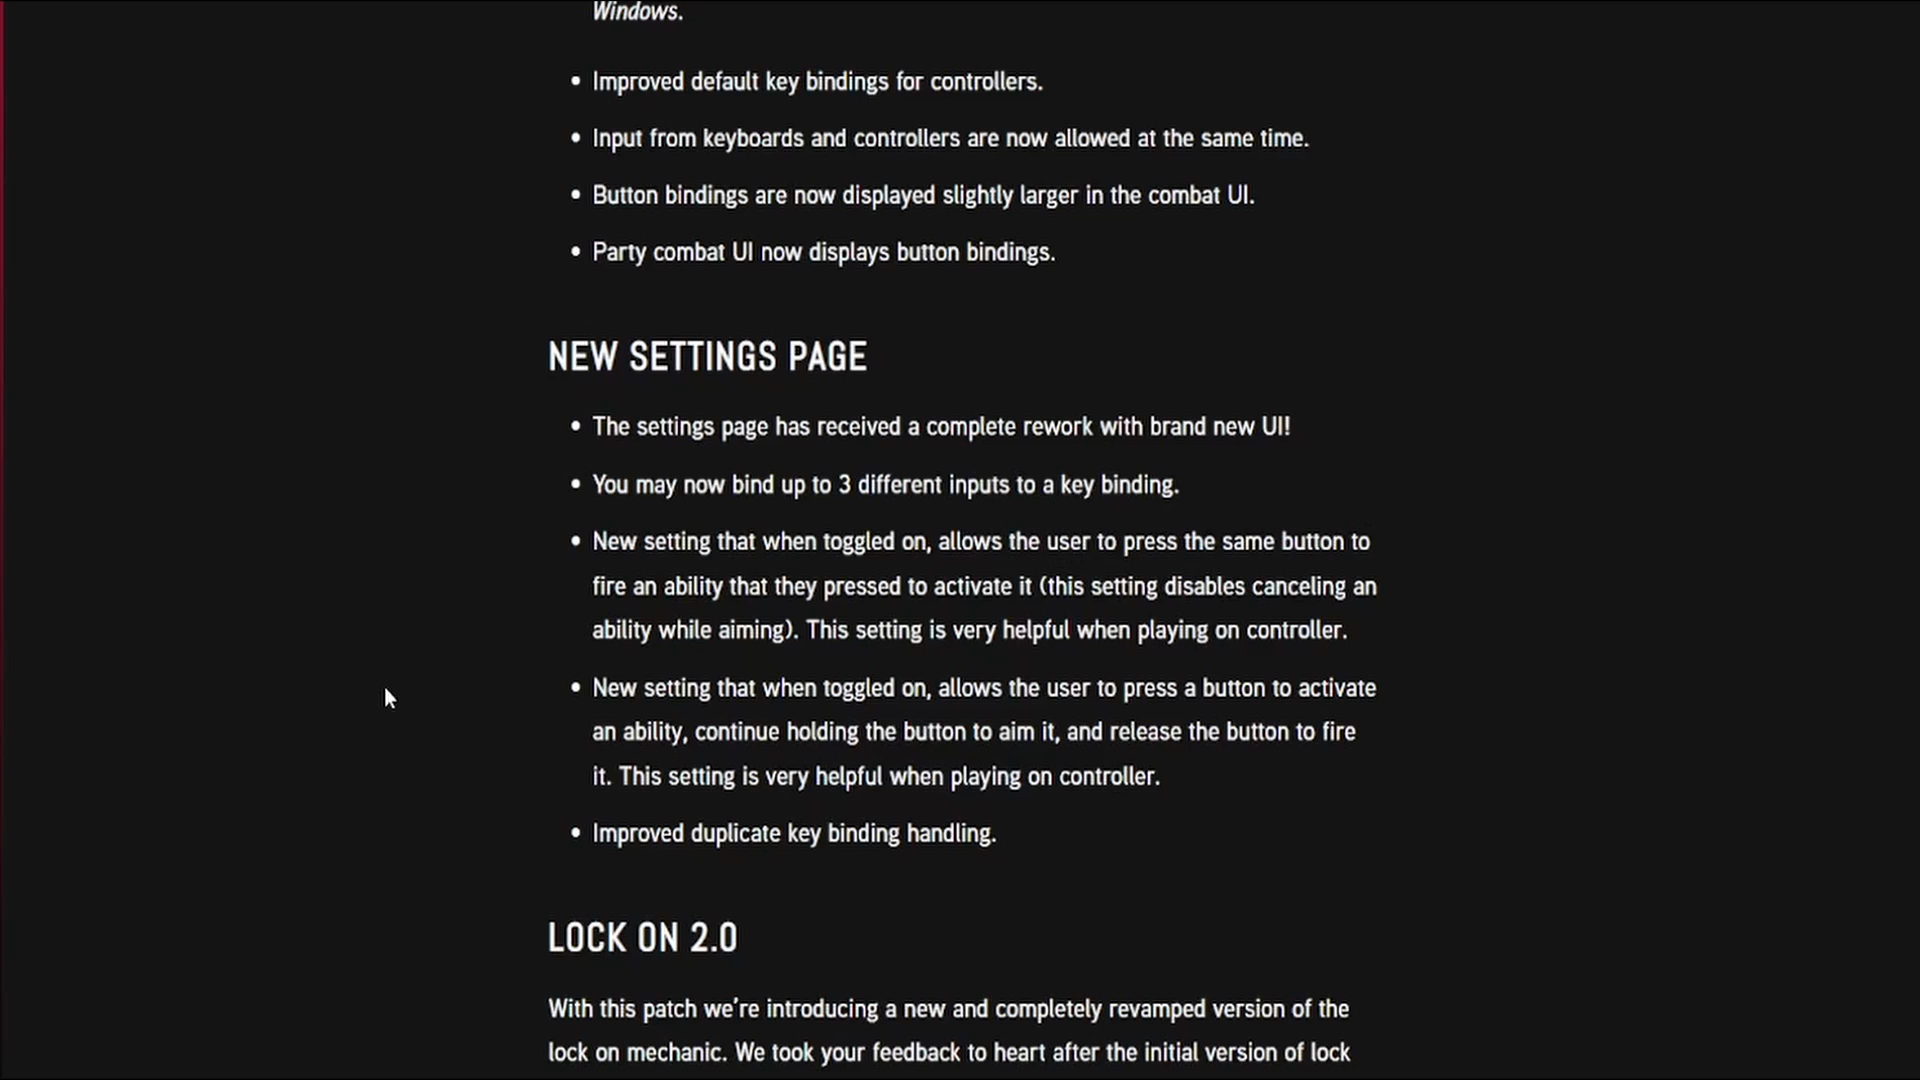 Windows.
• Improved default key bindings for controllers.
• Input from keyboards and controllers are now allowed at the same time.
• Button bindings are now displayed slightly larger in the combat UI.
• Party combat UI now displays button bindings.
NEW SETTINGS PAGE
• The settings page has received a complete rework with brand new UI!
• You may now bind up to 3 different inputs to a key binding.
• New setting that when toggled on, allows the user to press the same button to
fire an ability that they pressed to activate it (this setting disables canceling an
ability while aiming). This setting is very helpful when playing on controller.
• New setting that when toggled on, allows the user to press a button to activate
an ability, continue holding the button to aim it, and release the button to fire
it. This setting is very helpful when playing on controller.
• Improved duplicate key binding handling.
LOCK ON 2.0
With this patch we’re introducing a new and completely revamped version of the
lock on mechanic. We took your feedback to heart after the initial version of lock